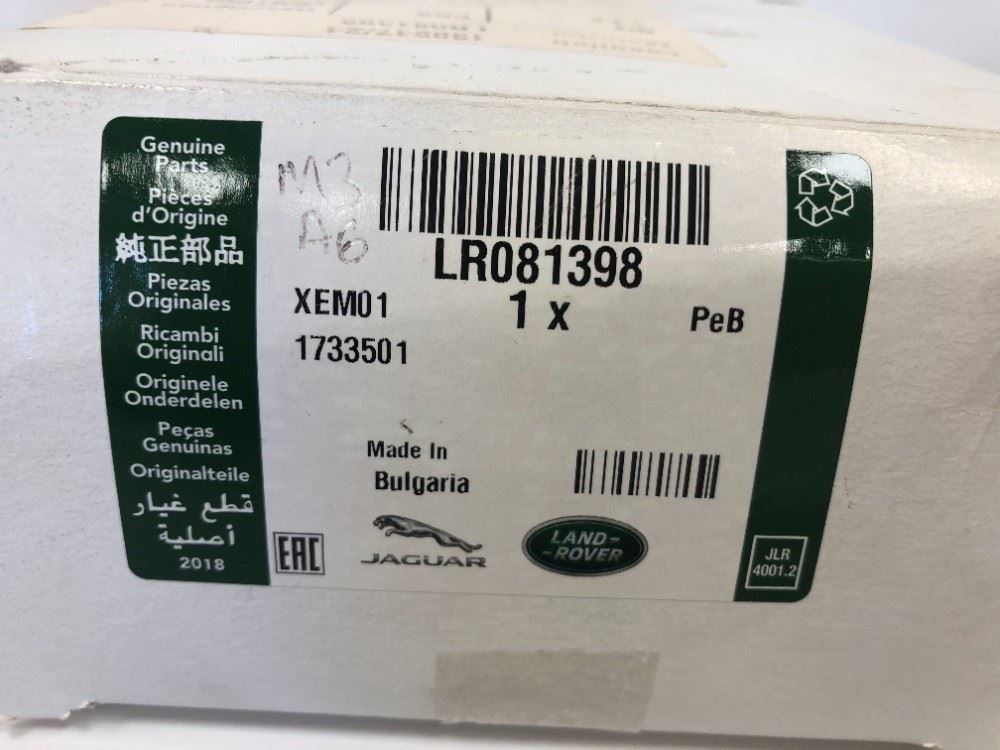 Genuine
Parts
Pièces
d'Origine
純正部品
Piezas
Originales
Ricambi
Originali
Originele
Onderdelen
Peças
Genuínas
Originalteile
قطع غيار
أصلية
2018
M3
A6
LR081398
XEM01
1 x
PeB
1733501
Made In
Bulgaria
EAC
JAGUAR
LAND-
-ROVER
JLR
4001.2